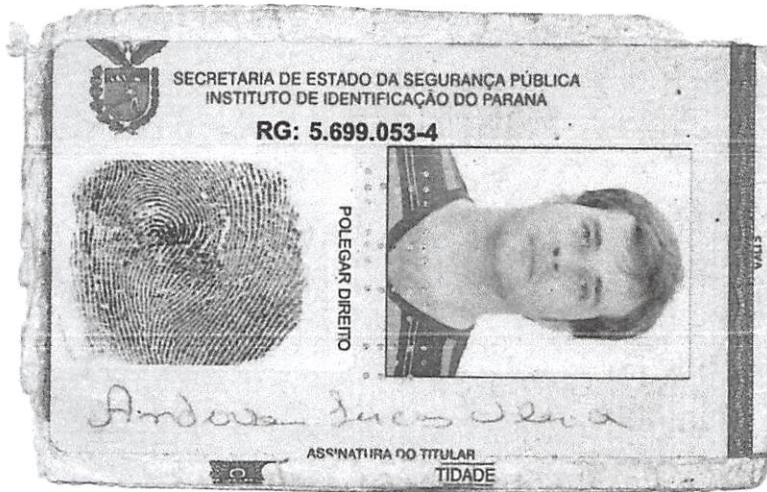 SECRETARIA DE ESTADO DA SEGURANÇA PÚBLICA
INSTITUTO DE IDENTIFICAÇÃO DO PARANA
RG: 5.699.053-4
POLEGAR DIREITO
ASSINATURA DO TITULAR
TIDADE